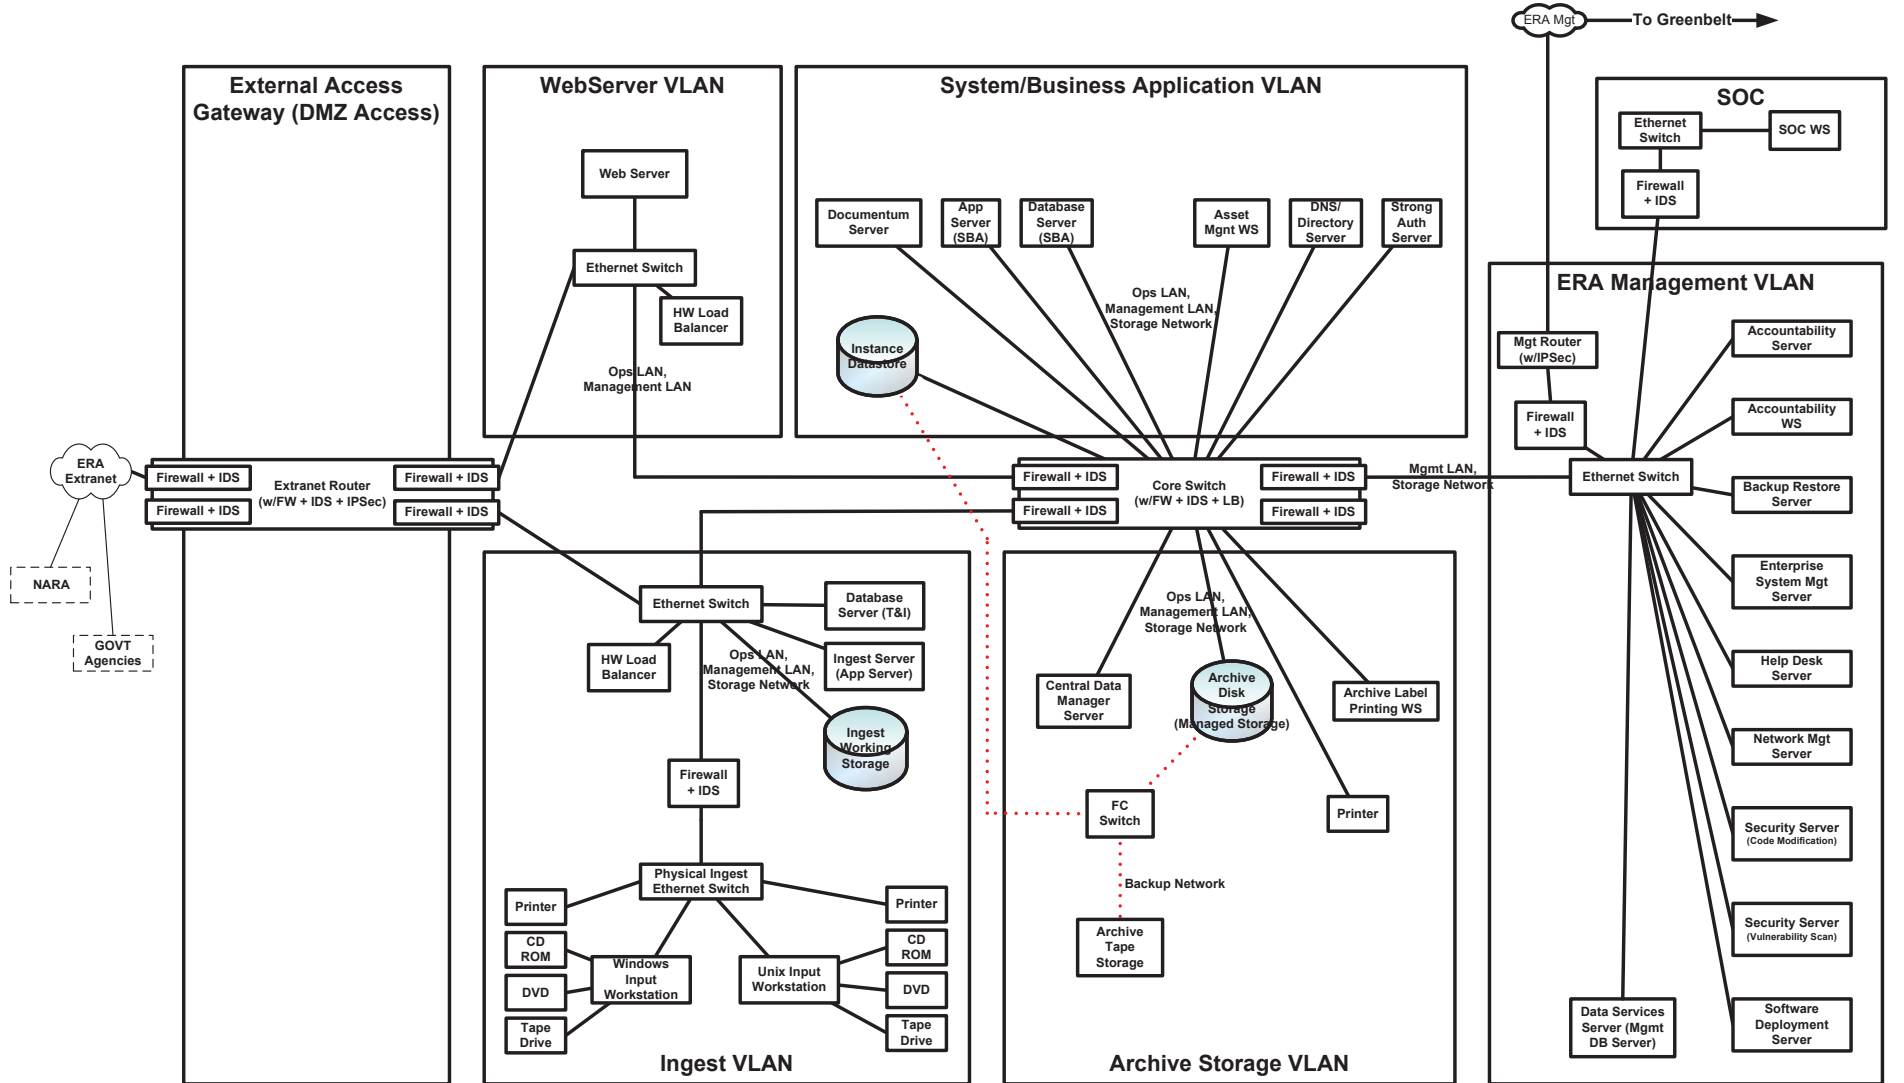 ERA Mgt
To Greenbelt
External Access
Gateway (DMZ Access)
WebServer VLAN
System/Business Application VLAN
SOC
Ethernet
Switch
SOC WS
Firewall
+ IDS
Web Server
Ethernet Switch
HW Load
Balancer
Ops LAN,
Management LAN
Documentum
Server
App
Server
(SBA)
Database
Server
(SBA)
Asset
Mgnt WS
DNS/
Directory
Server
Strong
Auth
Server
Ops LAN,
Management LAN,
Storage Network
Instance
Datastore
ERA Management VLAN
Mgt Router
(w/IPSec)
Firewall
+ IDS
Ethernet Switch
Accountability
Server
Accountability
WS
Backup Restore
Server
Enterprise
System Mgt
Server
Help Desk
Server
Network Mgt
Server
Security Server
(Code Modification)
Security Server
(Vulnerability Scan)
Software
Deployment
Server
Data Services
Server (Mgmt
DB Server)
ERA
Extranet
NARA
GOVT
Agencies
Firewall + IDS
Firewall + IDS
Extranet Router
(w/FW + IDS + IPSec)
Firewall + IDS
Firewall + IDS
Firewall + IDS
Firewall + IDS
Core Switch
(w/FW + IDS + LB)
Firewall + IDS
Firewall + IDS
Mgmt LAN,
Storage Network
Ethernet Switch
Database
Server (T&I)
HW Load
Balancer
Ops LAN,
Management LAN,
Storage Network
Ingest Server
(App Server)
Ingest
Working
Storage
Firewall
+ IDS
Physical Ingest
Ethernet Switch
Printer
CD
ROM
DVD
Tape
Drive
Windows
Input
Workstation
Unix Input
Workstation
Printer
CD
ROM
DVD
Tape
Drive
Ingest VLAN
Ops LAN,
Management LAN,
Storage Network
Central Data
Manager
Server
Archive
Disk
Storage
(Managed Storage)
Archive Label
Printing WS
FC
Switch
Printer
Backup Network
Archive
Tape
Storage
Archive Storage VLAN